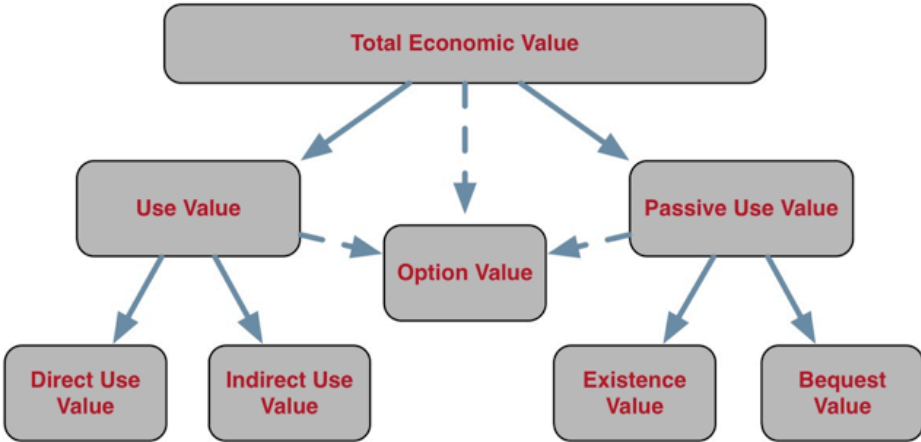 Total Economic Value
Use Value
Passive Use Value
Option Value
Direct Use
Value
Indirect Use
Value
Existence
Value
Bequest
Value